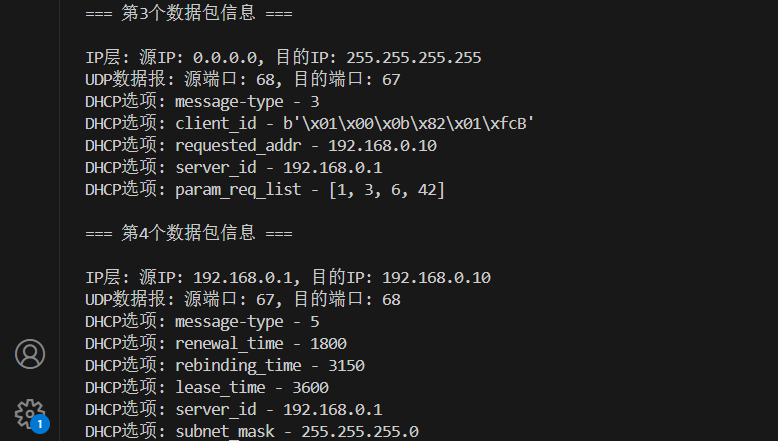 === 第3个数据包信息 ===
IP层: 源IP: 0.0.0.0, 目的IP: 255.255.255.255
UDP数据报: 源端口: 68, 目的端口: 67
DHCP选项: message-type - 3
DHCP选项: client_id - b'\x01\x00\x0b\x82\x01\xfcB'
DHCP选项: requested_addr - 192.168.0.10
DHCP选项: server_id - 192.168.0.1
DHCP选项: param_req_list - [1, 3, 6, 42]
=== 第4个数据包信息 ===
IP层: 源IP: 192.168.0.1, 目的IP: 192.168.0.10
UDP数据报: 源端口: 67, 目的端口: 68
DHCP选项: message-type - 5
DHCP选项: renewal_time - 1800
DHCP选项: rebinding_time - 3150
DHCP选项: lease_time - 3600
DHCP选项: server_id - 192.168.0.1
DHCP选项: subnet_mask - 255.255.255.0
1